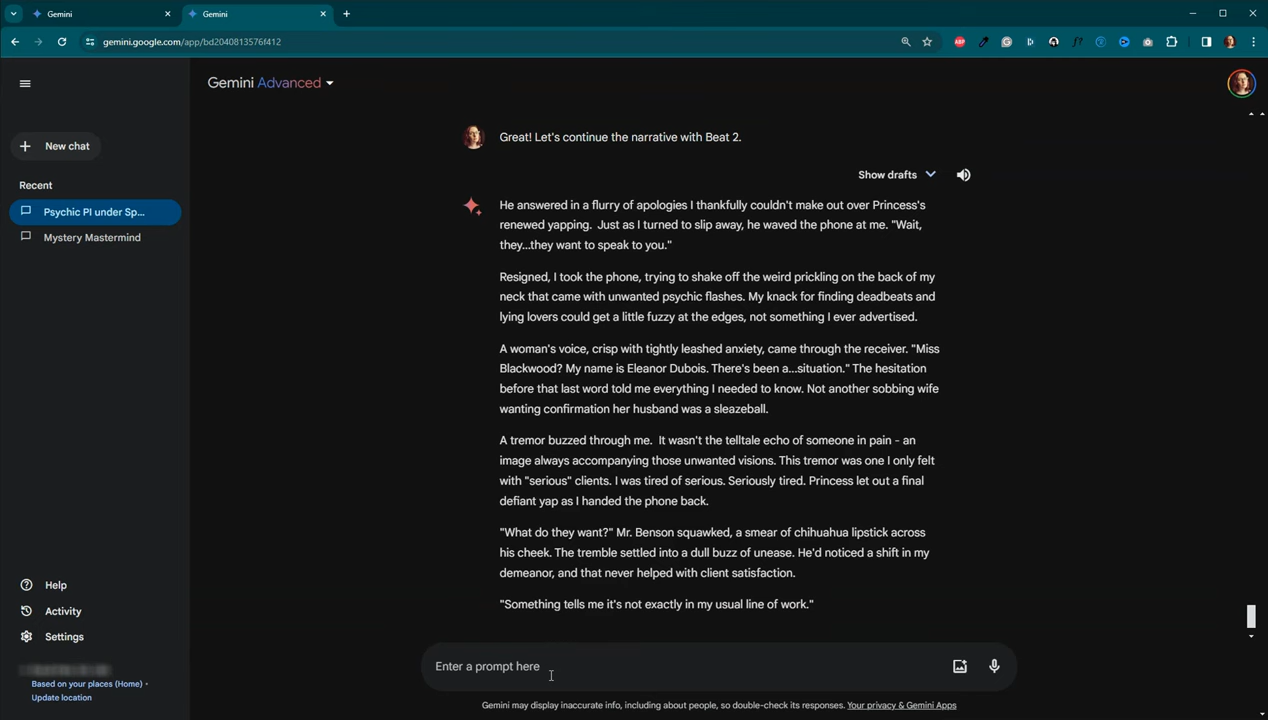 Gemini
Gemini
gemini.google.com/app/bd2040813576f412
Gemini Advanced
New chat
Recent
Psychic PI under Sp...
Mystery Mastermind
Great! Let's continue the narrative with Beat 2.
Show drafts
He answered in a flurry of apologies I thankfully couldn't make out over Princess's
renewed yapping. Just as I turned to slip away, he waved the phone at me. "Wait,
they...they want to speak to you."
Resigned, I took the phone, trying to shake off the weird prickling on the back of my
neck that came with unwanted psychic flashes. My knack for finding deadbeats and
lying lovers could get a little fuzzy at the edges, not something I ever advertised.
A woman's voice, crisp with tightly leashed anxiety, came through the receiver. "Miss
Blackwood? My name is Eleanor Dubois. There's been a...situation." The hesitation
before that last word told me everything I needed to know. Not another sobbing wife
wanting confirmation her husband was a sleazeball.
A tremor buzzed through me. It wasn't the telltale echo of someone in pain - an
image always accompanying those unwanted visions. This tremor was one I only felt
with "serious" clients. I was tired of serious. Seriously tired. Princess let out a final
defiant yap as I handed the phone back.
"What do they want?" Mr. Benson squawked, a smear of chihuahua lipstick across
his cheek. The tremble settled into a dull buzz of unease. He'd noticed a shift in my
demeanor, and that never helped with client satisfaction.
"Something tells me it's not exactly in my usual line of work."
Help
Activity
Settings
Based on your places (Home) •
Update location
Enter a prompt here
Gemini may display inaccurate info, including about people, so double-check its responses. Your privacy & Gemini Apps